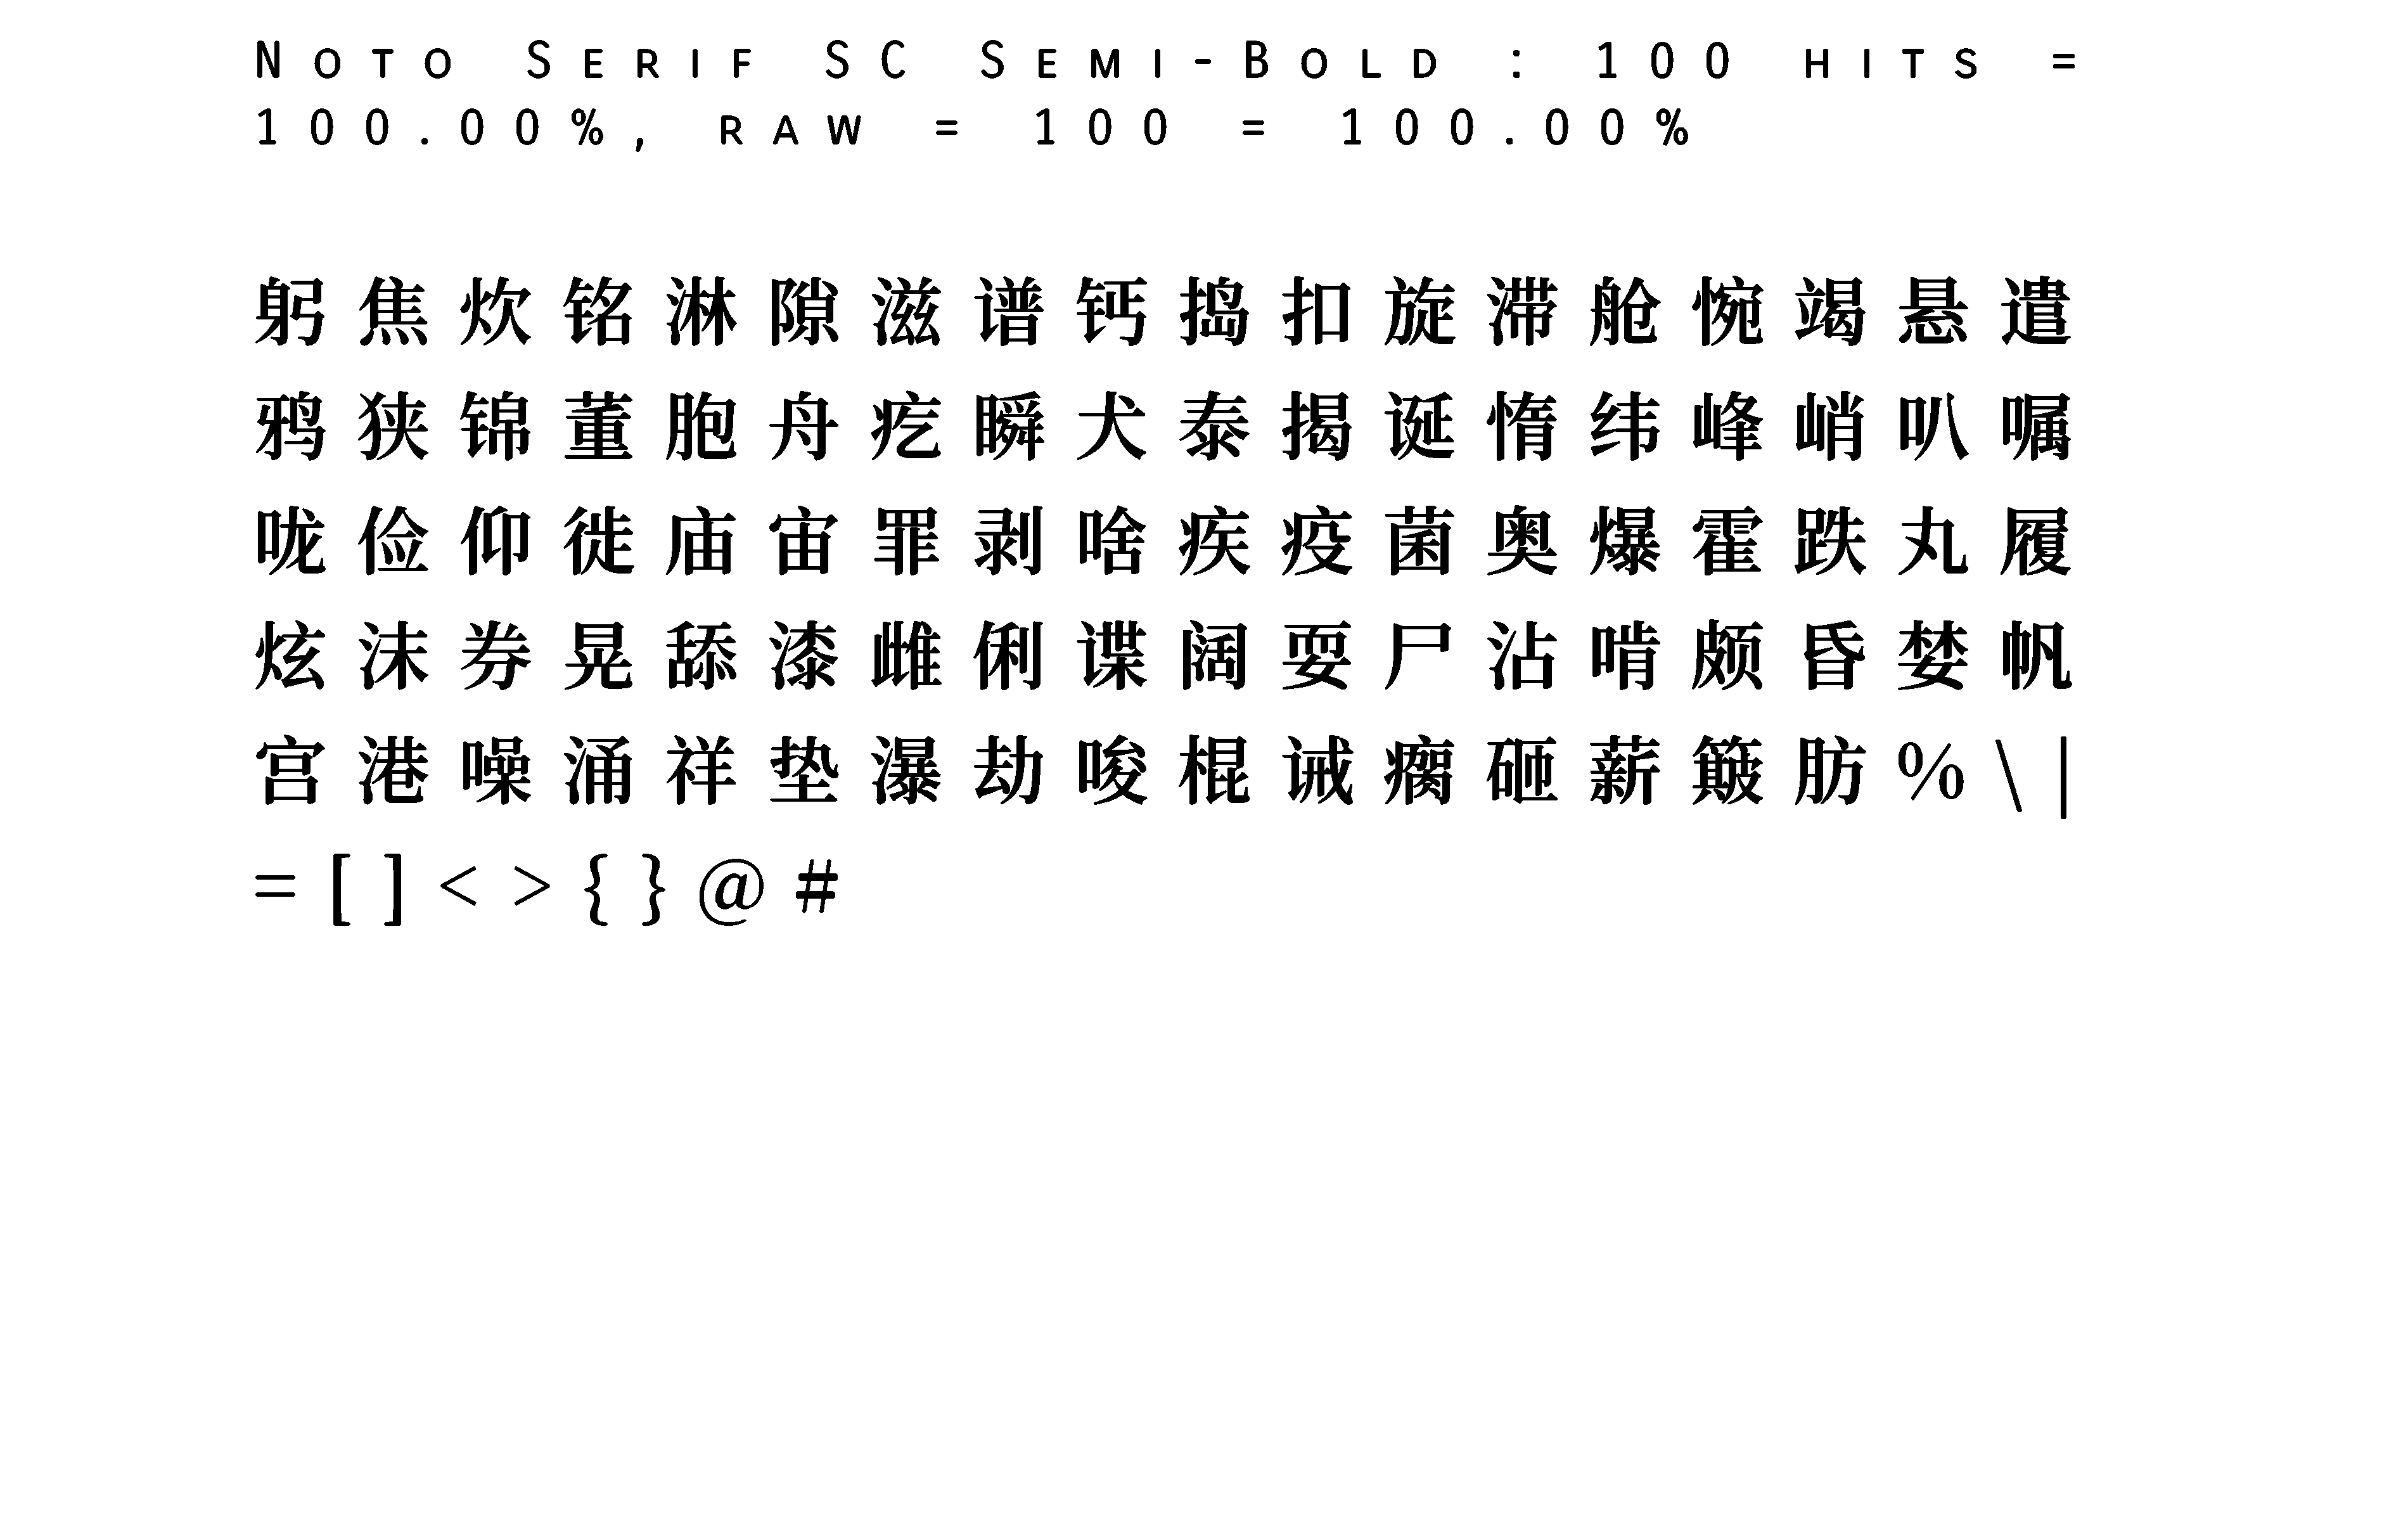 Noto Serif SC Semi-Bold : 100 hits =
100.00%, raw = 100 = 100.00%
躬焦炊铭淋隙滋谱钙捣扣旋滞舱惋竭悬遣
鸦狭锦董胞舟疙瞬犬泰揭诞惰纬峰峭叭嘱
咙俭仰徙庙宙罪剥啥疾疫菌奥爆霍跌丸履
炫沫券晃舔漆雌俐谍阔耍尸沾啃颇昏婪帆
宫港噪涌祥垫瀑劫唆棍诫瘸砸薪簸肪%\|
=[]<>{}@#